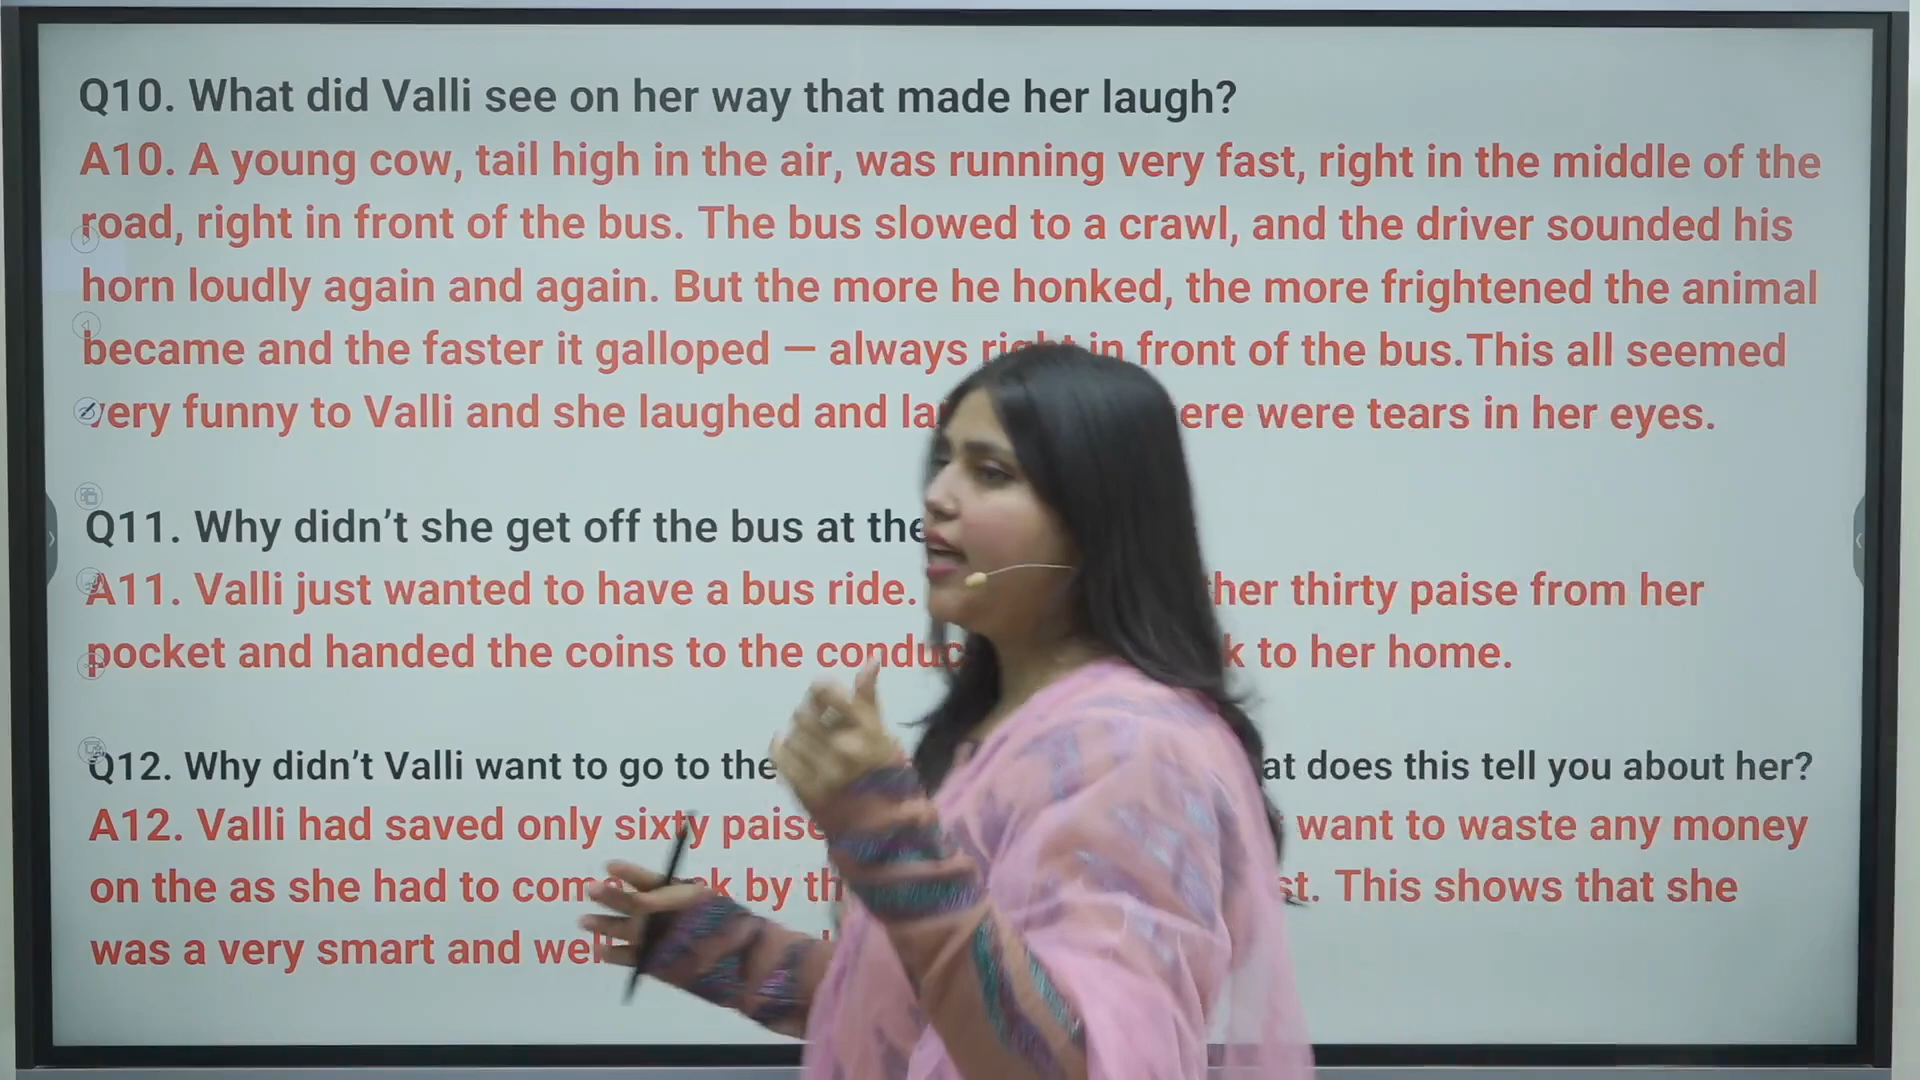 Q10. What did Valli see on her way that made her laugh?
A10. A young cow, tail high in the air, was running very fast, right in the middle of the
road, right in front of the bus. The bus slowed to a crawl, and the driver sounded his
horn loudly again and again. But the more he honked, the more frightened the animal
became and the faster it galloped — always right in front of the bus.This all seemed
very funny to Valli and she laughed and were tears in her eyes.
Q11. Why didn't she get off the bus at the
A11. Valli just wanted to have a bus ride. thirty paise from her
pocket and handed the coins to the to her home.
Q12. Why didn't Valli want to go to the does this tell you about her?
A12. Valli had saved only sixty paise want to waste any money
on the as she had to come by This shows that she
was a very smart and